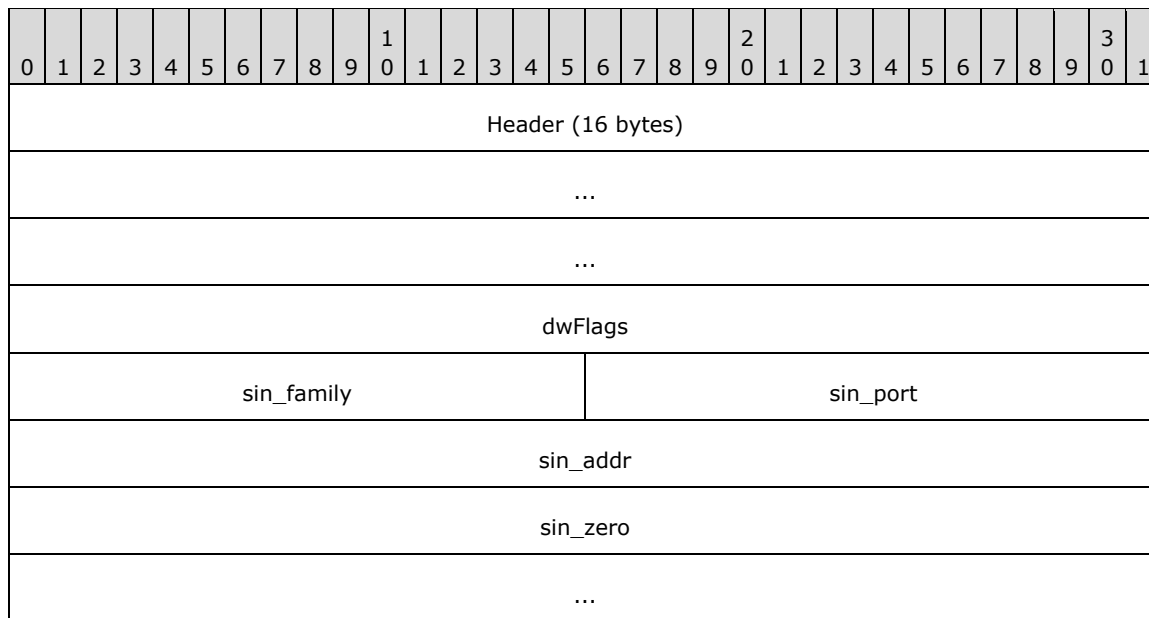 1 2 3
0 1 2 3 4 5 6 7 8 9 0 1 2 3 4 5 6 7 8 9 0 1 2 3 4 5 6 7 8 9 0 1
Header (16 bytes)
...
...
dwFlags
sin_family sin_port
sin_addr
sin_zero
...